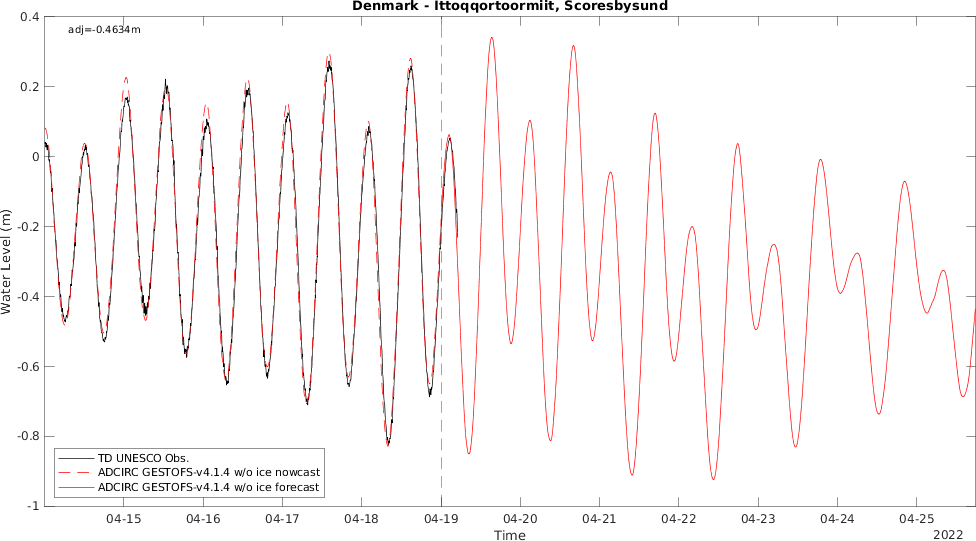 Denmark - Ittoqqortoormiit, Scoresbysund
adj=-0.4634m
0.4
0.2
0
-0.2
-0.4
-0.6
-0.8
-1
Water Level (m)
TD UNESCO Obs.
ADCIRC GESTOFS-v4.1.4 w/o ice nowcast
ADCIRC GESTOFS-v4.1.4 w/o ice forecast
04-15 04-16 04-17 04-18 04-19 04-20 04-21 04-22 04-23 04-24 04-25
Time
2022